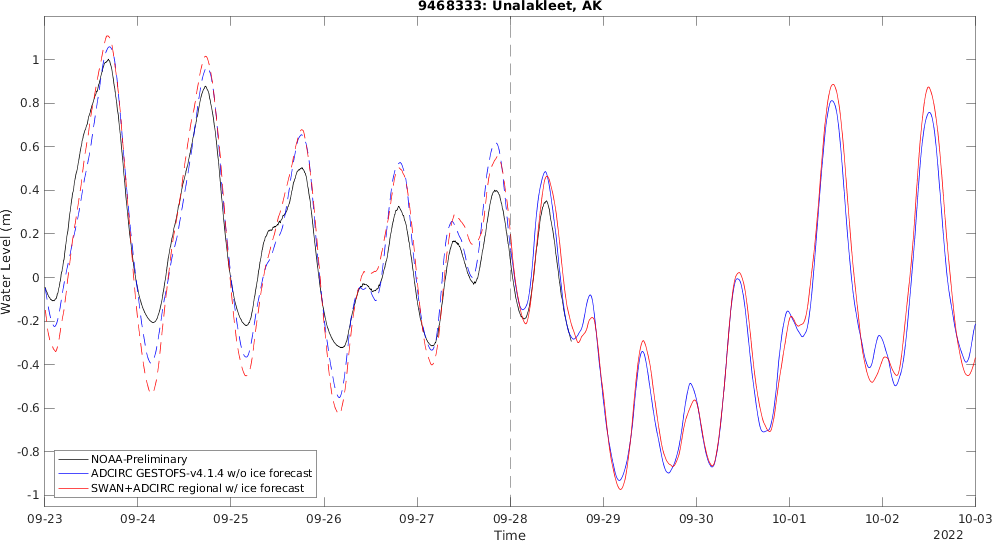 9468333: Unalakleet, AK
Water Level (m)
1
0.8
0.6
0.4
0.2
0
-0.2
-0.4
-0.6
-0.8
-1
NOAA-Preliminary
ADCIRC GESTOFS-v4.1.4 w/o ice forecast
SWAN+ADCIRC regional w/ ice forecast
09-23 09-24 09-25 09-26 09-27 09-28 09-29 09-30 10-01 10-02 10-03
Time
2022